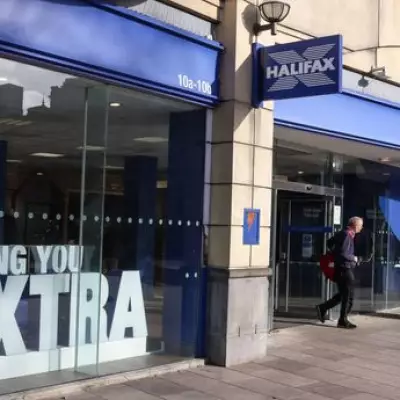 10a-10b
HALIFAX
NG YOU
XTRA